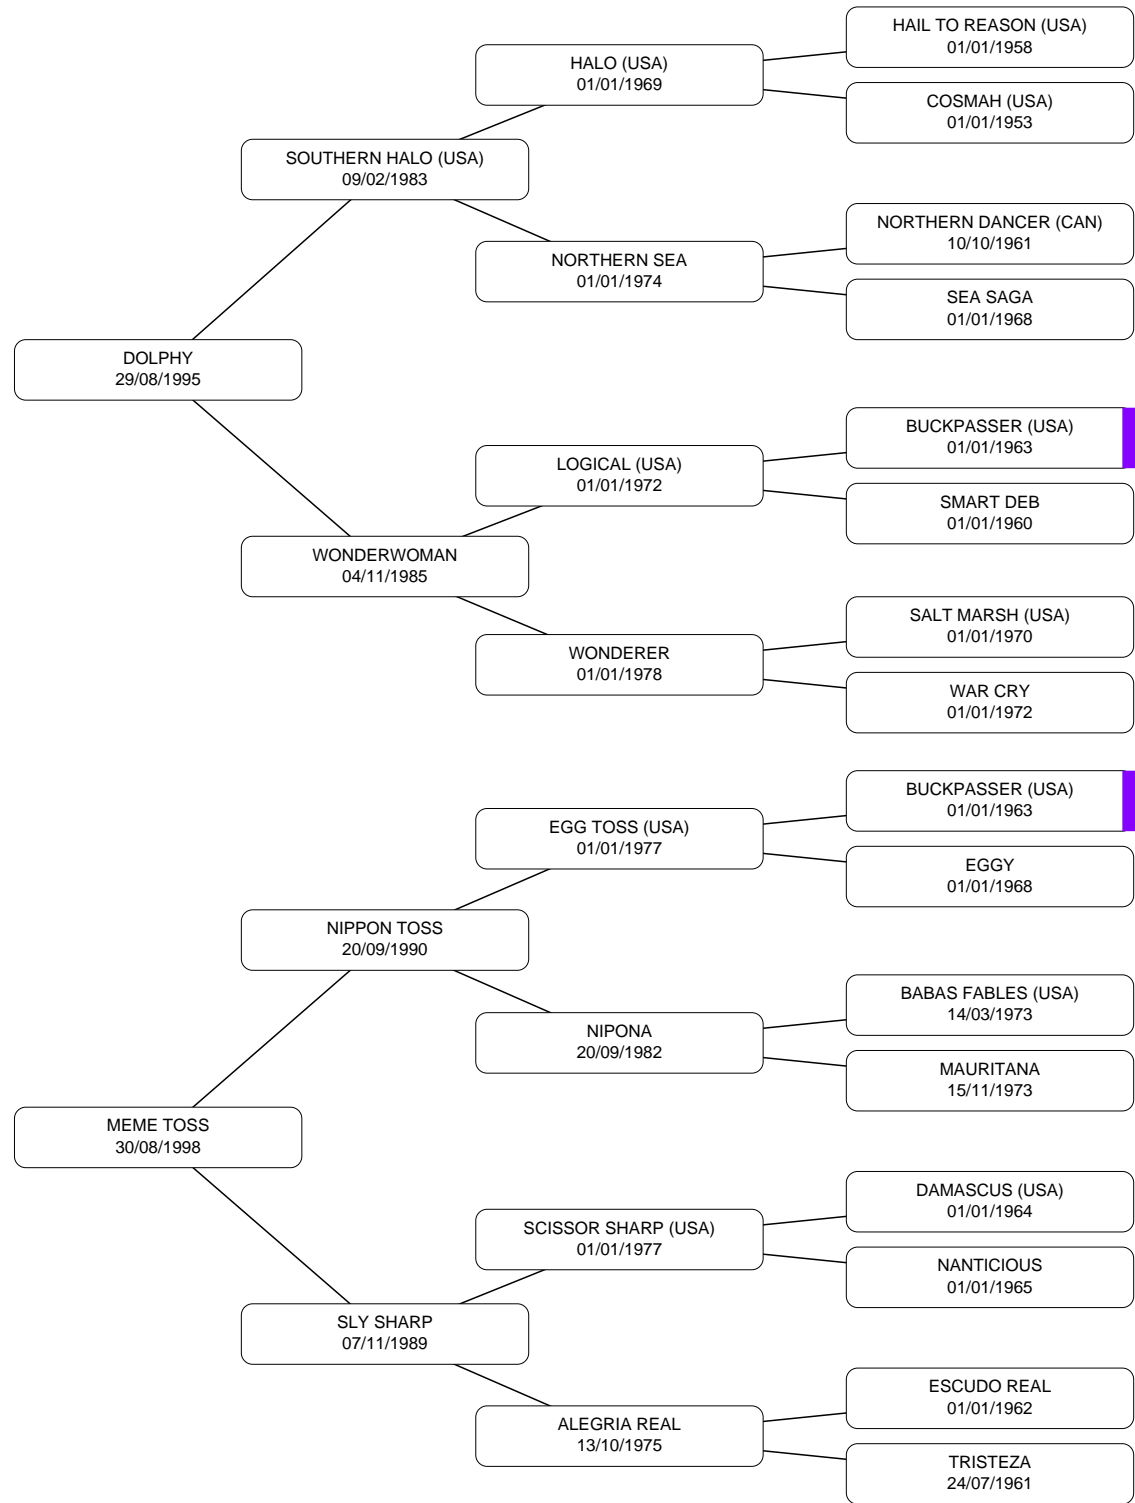 HAIL TO REASON (USA)
01/01/1958
HALO (USA)
01/01/1969
COSMAH (USA)
01/01/1953
SOUTHERN HALO (USA)
09/02/1983
NORTHERN DANCER (CAN)
10/10/1961
NORTHERN SEA
01/01/1974
SEA SAGA
01/01/1968
DOLPHY
29/08/1995
BUCKPASSER (USA)
01/01/1963
LOGICAL (USA)
01/01/1972
SMART DEB
01/01/1960
WONDERWOMAN
04/11/1985
SALT MARSH (USA)
01/01/1970
WONDERER
01/01/1978
WAR CRY
01/01/1972
BUCKPASSER (USA)
01/01/1963
EGG TOSS (USA)
01/01/1977
EGGY
01/01/1968
NIPPON TOSS
20/09/1990
BABAS FABLES (USA)
14/03/1973
NIPONA
20/09/1982
MAURITANA
15/11/1973
MEME TOSS
30/08/1998
DAMASCUS (USA)
01/01/1964
SCISSOR SHARP (USA)
01/01/1977
NANTICIOUS
01/01/1965
SLY SHARP
07/11/1989
ESCUDO REAL
01/01/1962
ALEGRIA REAL
13/10/1975
TRISTEZA
24/07/1961